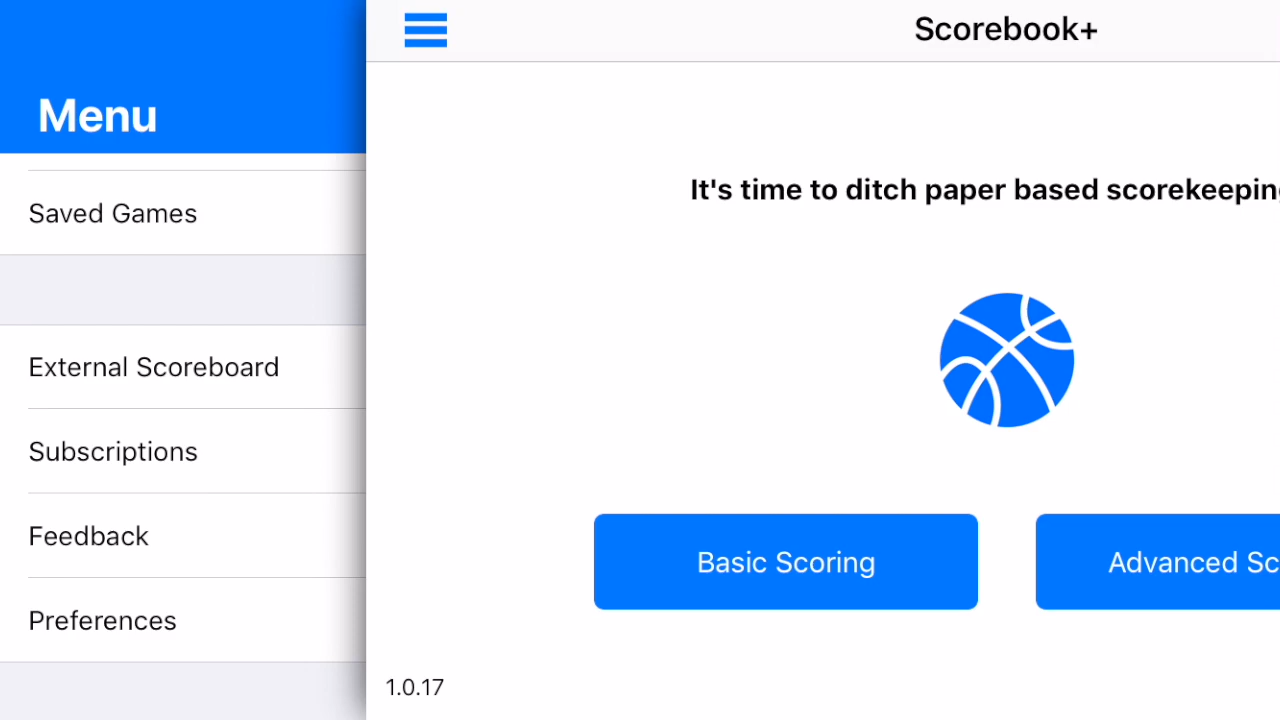 Menu
Saved Games
External Scoreboard
Subscriptions
Feedback
Preferences
Scorebook+
It's time to ditch paper based scorekeeping
Basic Scoring
Advanced Sc
1.0.17